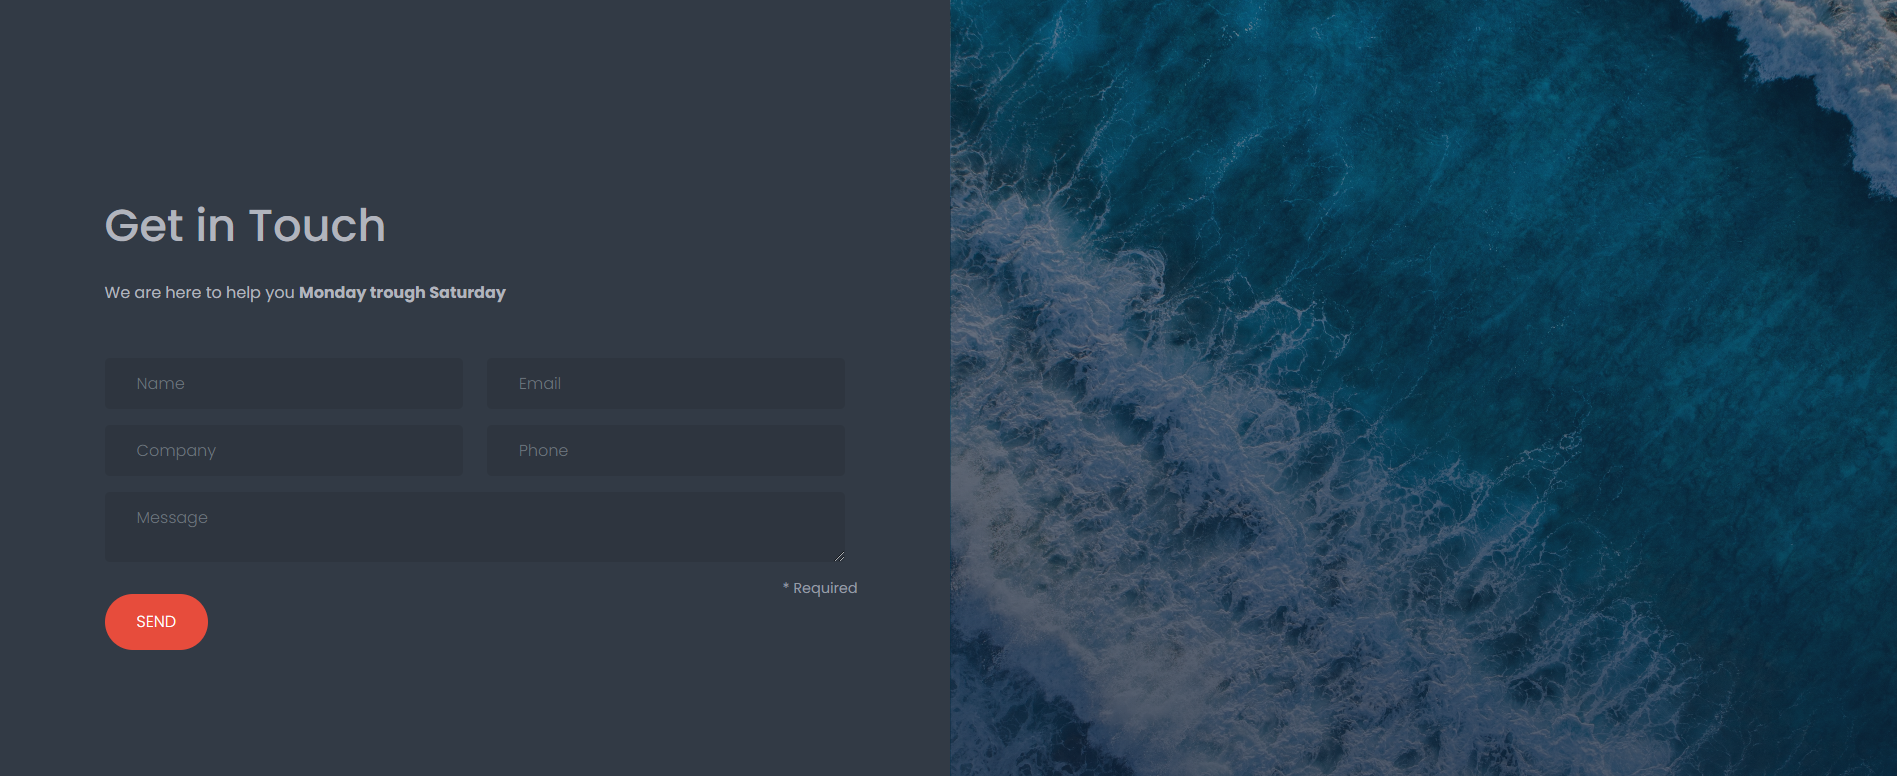 Get in Touch
We are here to help you Monday trough Saturday
Name
Email
Company
Phone
Message
* Required
SEND